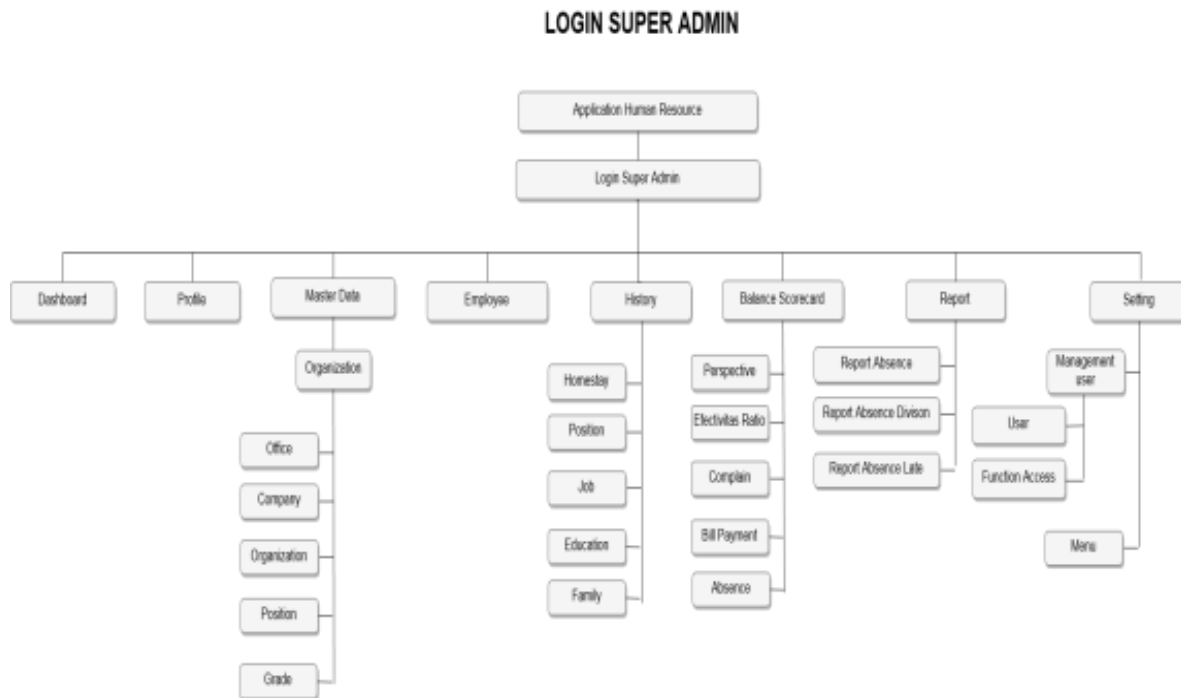 LOGIN SUPER ADMIN
Application Human Resource
Login Super Admin
Dashboard
Profile
Master Data
Employee
History
Balance Scorecard
Report
Setting
Organization
Office
Company
Organization
Position
Grade
Homestay
Position
Job
Education
Family
Perspective
Efectivitas Ratio
Complain
Bill Payment
Absence
Report Absence
Report Absence Divison
Report Absence Late
Management
user
User
Function Access
Menu